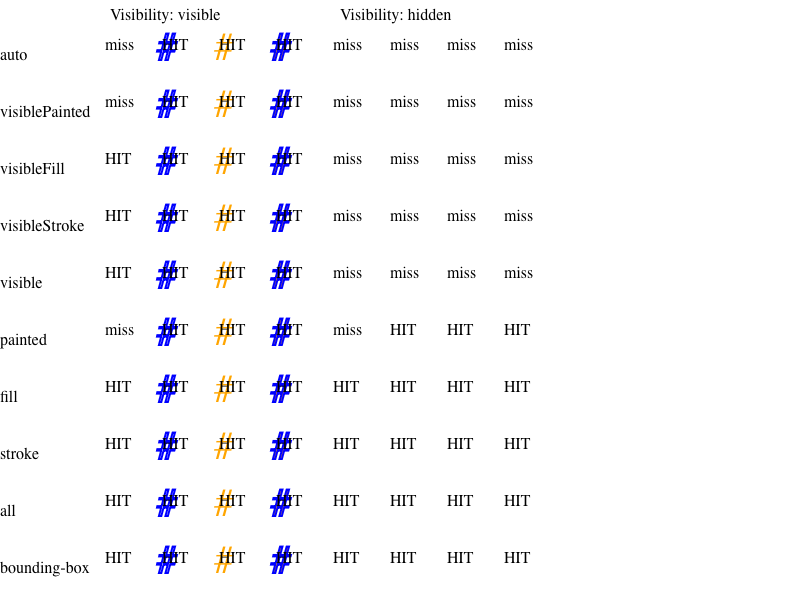 Visibility: visible Visibility: hidden
auto miss # HIT # HIT # HIT miss miss miss miss
visiblePainted miss # HIT # HIT # HIT miss miss miss miss
visibleFill HIT # HIT # HIT # HIT miss miss miss miss
visibleStroke HIT # HIT # HIT # HIT miss miss miss miss
visible HIT # HIT # HIT # HIT miss miss miss miss
painted miss # HIT # HIT # HIT miss HIT HIT HIT
fill HIT # HIT # HIT # HIT HIT HIT HIT HIT
stroke HIT # HIT # HIT # HIT HIT HIT HIT HIT
all HIT # HIT # HIT # HIT HIT HIT HIT HIT
bounding-box HIT # HIT # HIT # HIT HIT HIT HIT HIT